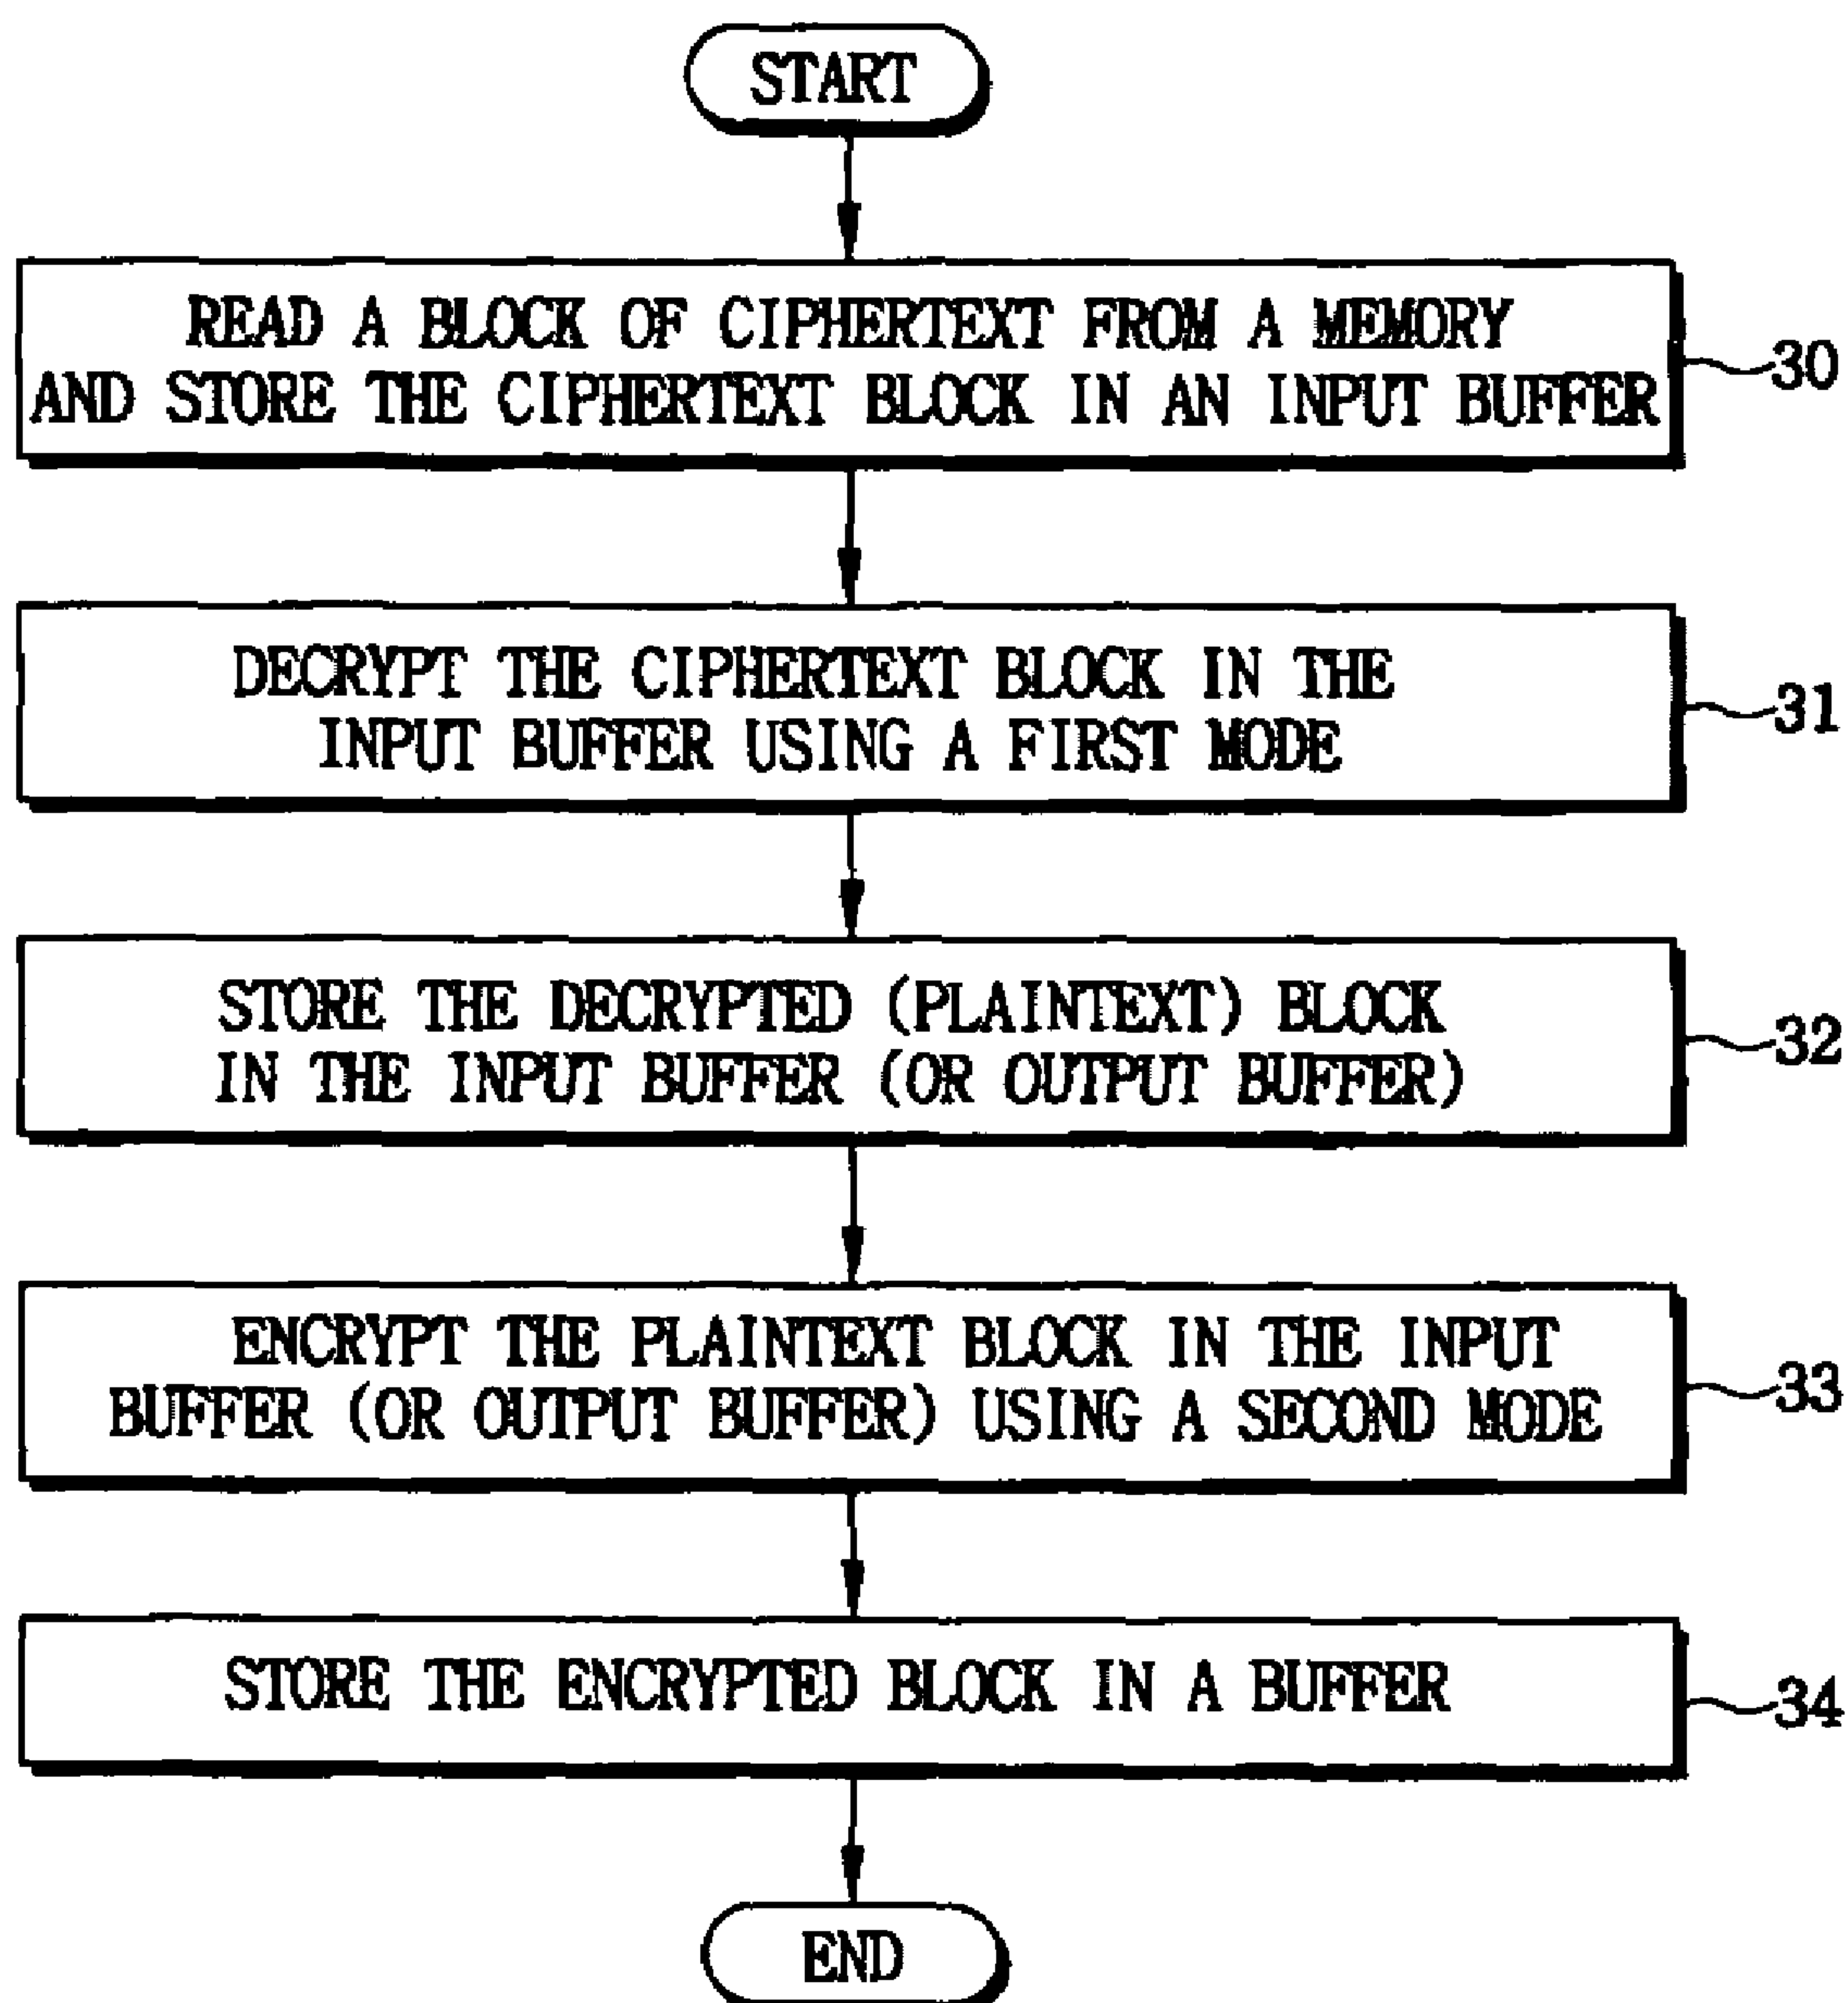 START
READ A BLOCK OF CIPHERTEXT FROM A MEMORY
AND STORE THE CIPHERTEXT BLOCK IN AN INPUT BUFFER
30
DECRYPT THE CIPHERTEXT BLOCK IN THE
INPUT BUFFER USING A FIRST MODE
31
STORE THE DECRYPTED (PLAINTEXT) BLOCK
IN THE INPUT BUFFER (OR OUTPUT BUFFER)
32
ENCRYPT THE PLAINTEXT BLOCK IN THE INPUT
BUFFER (OR OUTPUT BUFFER) USING A SECOND MODE
33
STORE THE ENCRYPTED BLOCK IN A BUFFER
34
END